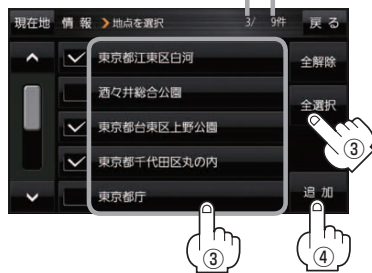 現在地 情報 > 地点を選択 3/ 9件 戻る
東京都江東区白河
全解除
酒々井総合公園
全選択
東京都台東区上野公園
③
東京都千代田区丸の内
東京都庁
追加
③
④